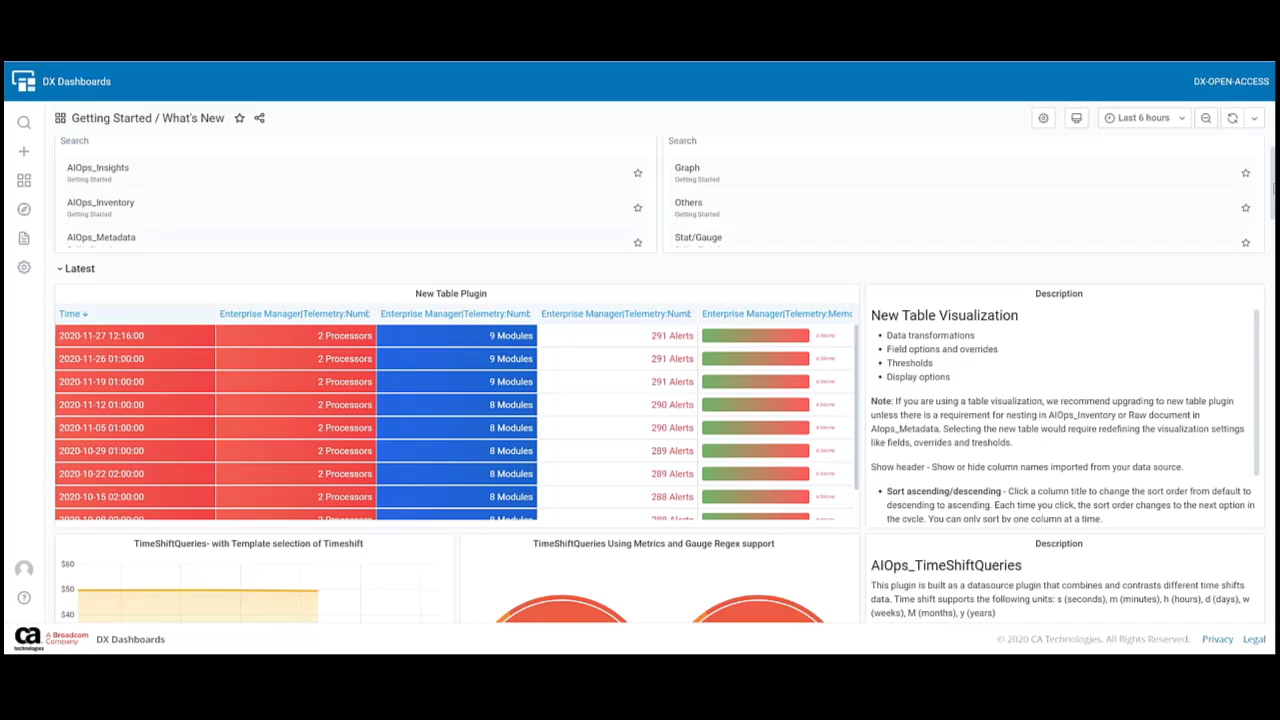 DX Dashboards
DX-OPEN-ACCESS
Getting Started / What's New
Last 6 hours
Search
AIOps_Insights
Getting Started
AIOps_Inventory
Getting Started
AIOps_Metadata
Search
Graph
Getting Started
Others
Getting Started
Stat/Gauge
Latest
New Table Plugin
Time Enterprise Manager|Telemetry:Numb Enterprise Manager|Telemetry:Numb Enterprise Manager|Telemetry:Numb Enterprise Manager|Telemetry:Memo
2020-11-27 12:16:00 2 Processors 9 Modules 291 Alerts
2020-11-26 01:00:00 2 Processors 9 Modules 291 Alerts
2020-11-19 01:00:00 2 Processors 9 Modules 291 Alerts
2020-11-12 01:00:00 2 Processors 8 Modules 290 Alerts
2020-11-05 01:00:00 2 Processors 8 Modules 290 Alerts
2020-10-29 01:00:00 2 Processors 8 Modules 289 Alerts
2020-10-22 02:00:00 2 Processors 8 Modules 289 Alerts
2020-10-15 02:00:00 2 Processors 8 Modules 288 Alerts
2020-10-08 02:00:00 2 Processors 8 Modules 288 Alerts
Description
New Table Visualization
• Data transformations
• Field options and overrides
• Thresholds
• Display options
Note: If you are using a table visualization, we recommend upgrading to new table plugin
unless there is a requirement for nesting in AIOps_Inventory or Raw document in
AIops_Metadata. Selecting the new table would require redefining the visualization settings
like fields, overrides and tresholds.
Show header - Show or hide column names imported from your data source.
• Sort ascending/descending - Click a column title to change the sort order from default to
descending to ascending. Each time you click, the sort order changes to the next option in
the cycle. You can only sort by one column at a time.
TimeShiftQueries- with Template selection of Timeshift
$60
$50
$40
TimeShiftQueries Using Metrics and Gauge Regex support
Description
AIOps_TimeShiftQueries
This plugin is built as a datasource plugin that combines and contrasts different time shifts
data. Time shift supports the following units: s (seconds), m (minutes), h (hours), d (days), w
(weeks), M (months), y (years)
ca
technologies
A Broadcom
Company
DX Dashboards
© 2020 CA Technologies. All Rights Reserved.
Privacy
Legal